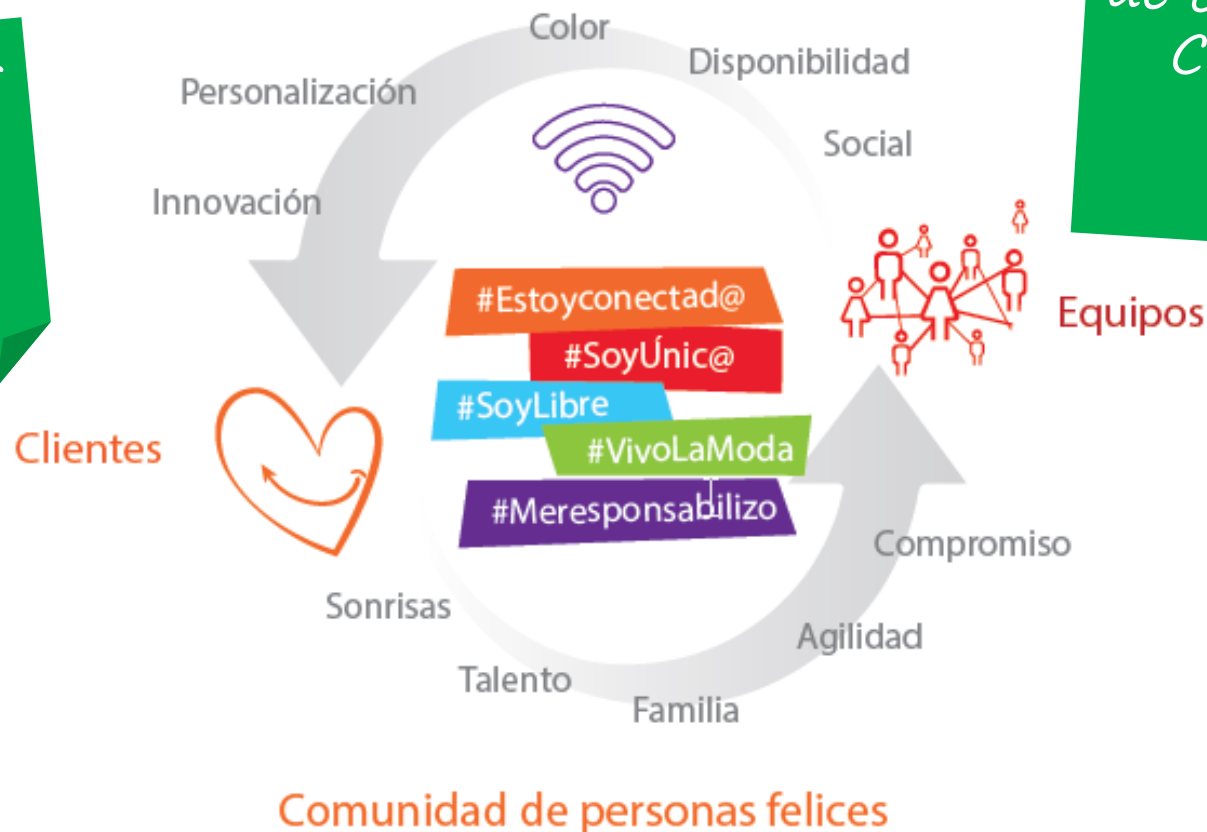 Color
Disponibilidad
Personalización
Social
Innovación
#Estoyconectad@
Equipos
#SoyÚnic@
#SoyLibre
Clientes
#VivoLaModa
#Meresponsabilizo
Compromiso
Sonrisas
Agilidad
Talento
Familia
Comunidad de personas felices